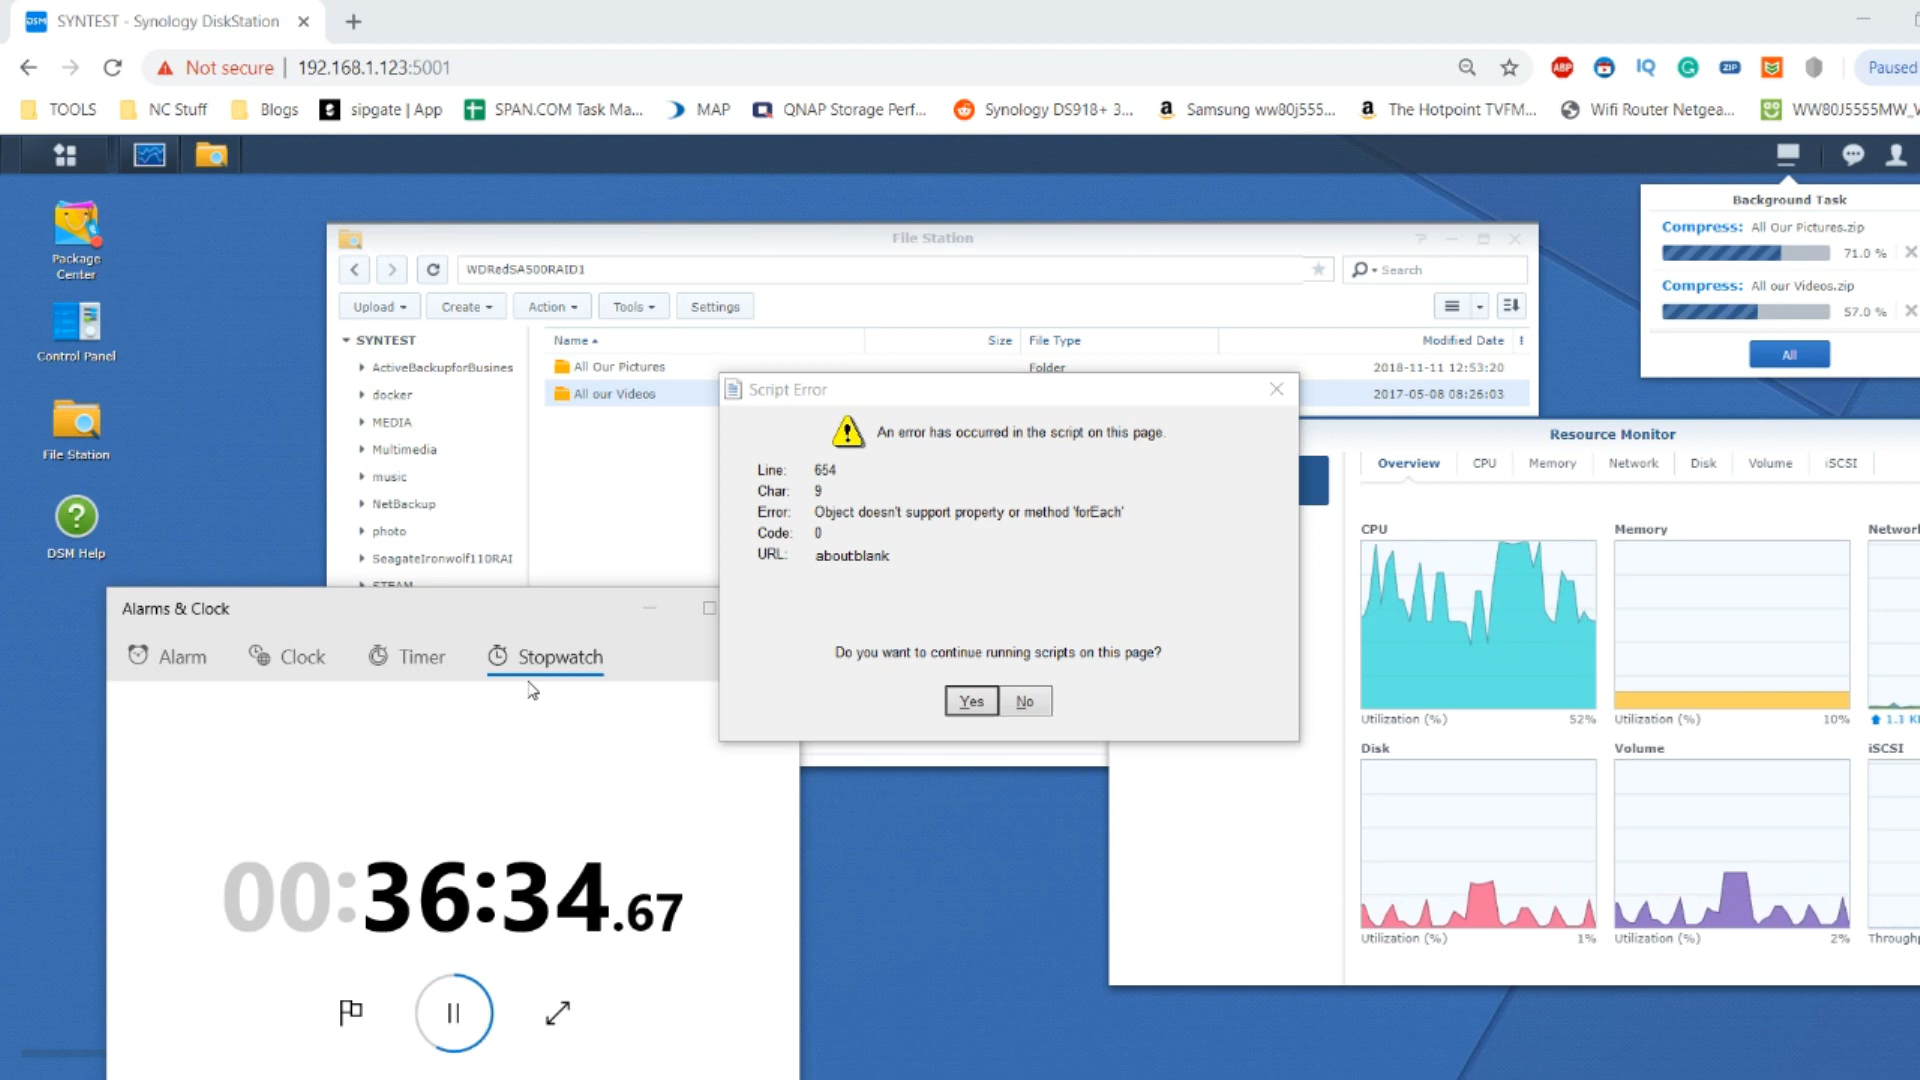 SYNTEST - Synology DiskStation
Not secure | 192.168.1.123:5001
ABP
IQ
ZIP
Paused
TOOLS
NC Stuff
Blogs
sipgate | App
SPAN.COM Task Ma...
MAP
QNAP Storage Perf...
Synology DS918+ 3...
Samsung ww80j555...
The Hotpoint TVFM...
Wifi Router Netgea...
WW80J5555MW_V
Package
Center
Control Panel
File Station
DSM Help
Background Task
Compress: All Our Pictures.zip
71.0 %
Compress: All our Videos.zip
57.0 %
All
File Station
WDRedSA500RAID1
Search
Upload
Create
Action
Tools
Settings
SYNTEST
ActiveBackupforBusines
docker
MEDIA
Multimedia
music
NetBackup
photo
SeagateIronwolf110RAI
STEAM
Name
Size
File Type
Modified Date
All Our Pictures
Folder
2018-11-11 12:53:20
All our Videos
2017-05-08 08:26:03
Script Error
An error has occurred in the script on this page.
Line: 654
Char: 9
Error: Object doesn't support property or method 'forEach'
Code: 0
URL: about:blank
Do you want to continue running scripts on this page?
Yes
No
Resource Monitor
Overview
CPU
Memory
Network
Disk
Volume
iSCSI
CPU
Memory
Networ
Utilization (%)
52%
Utilization (%)
10%
1.1 K
Disk
Volume
iSCSI
Utilization (%)
1%
Utilization (%)
2%
Throughp
Alarms & Clock
Alarm
Clock
Timer
Stopwatch
00:36:34.67